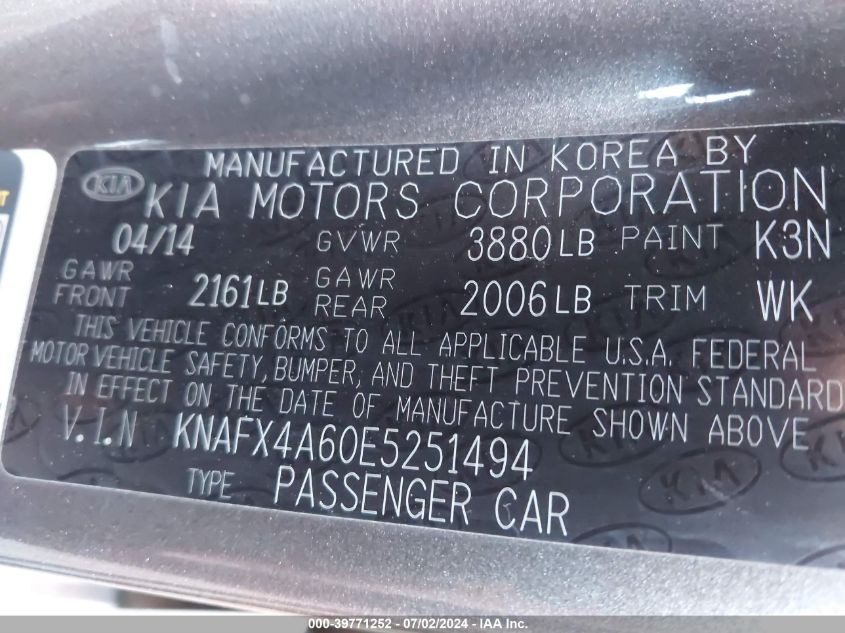 MANUFACTURED IN KOREA BY
KIA KIA MOTORS CORPORATION
04/14 GVWR 3880LB PAINT K3N
GAWR FRONT 2161LB GAWR REAR 2006LB TRIM WK
THIS VEHICLE CONFORMS TO ALL APPLICABLE U.S.A. FEDERAL
MOTOR VEHICLE SAFETY, BUMPER, AND THEFT PREVENTION STANDARD
IN EFFECT ON THE DATE OF MANUFACTURE SHOWN ABOVE
V.I.N KNAFX4A60E5251494
TYPE PASSENGER CAR
000-39771252 - 07/02/2024 - IAA, Inc.